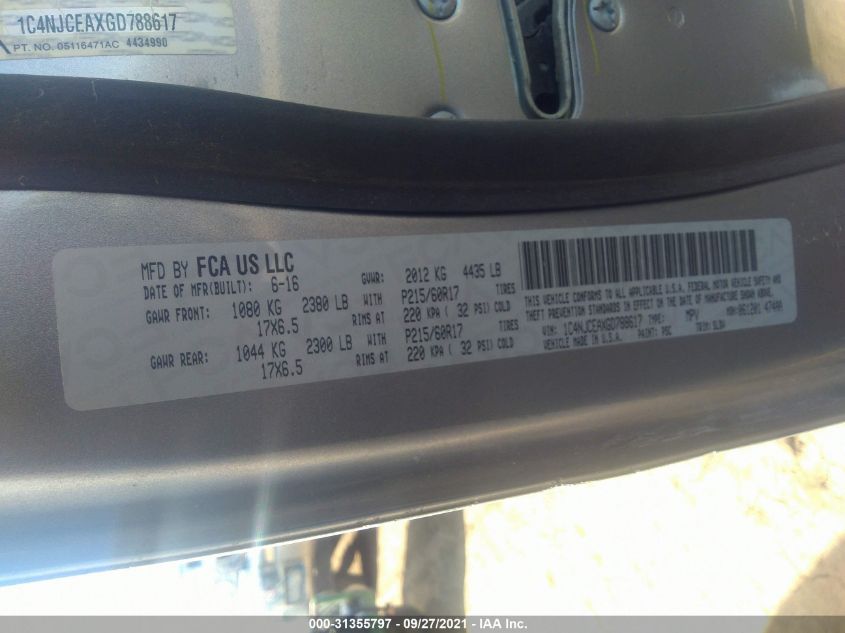 1C4NJCEAXGD788617
PT. NO. 05116471AC 4434990
MFD BY FCA US LLC
DATE OF MFR(BUILT): 6-16 GVWR: 2012 KG 4435 LB
GAWR FRONT: 1080 KG 2380 LB WITH P215/60R17 TIRES
17X6.5 RIMS AT 220 KPA ( 32 PSI) COLD
GAWR REAR: 1044 KG 2300 LB WITH P215/60R17 TIRES
17X6.5 RIMS AT 220 KPA ( 32 PSI) COLD
THIS VEHICLE CONFORMS TO ALL APPLICABLE U.S.A. FEDERAL MOTOR VEHICLE SAFETY AND
THEFT PREVENTION STANDARDS IN EFFECT ON THE DATE OF MANUFACTURE SHOWN ABOVE.
VIN: 1C4NJCEAXGD788617 TYPE: MPV MDH: 061201 474AA
VEHICLE MADE IN U.S.A. PAINT: PSC TRIM:
000-31355797 - 09/27/2021 - IAA Inc.